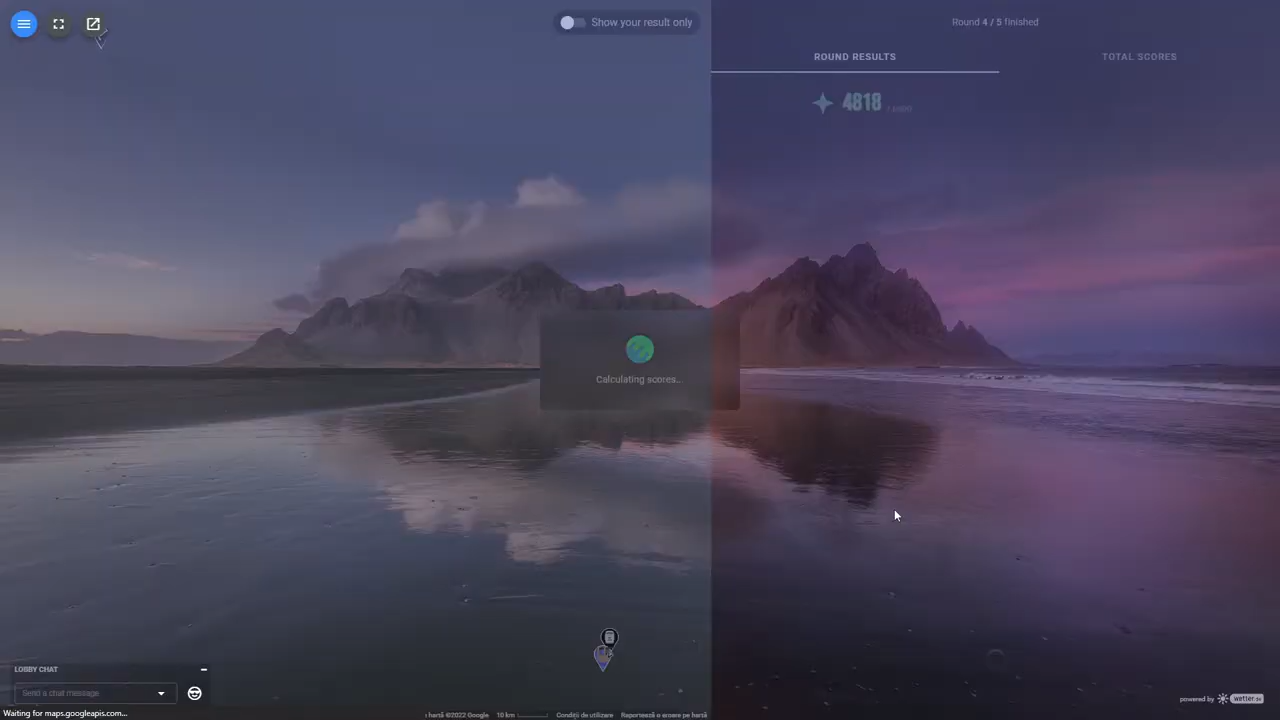 Show your result only
Round 4 / 5 finished
ROUND RESULTS
TOTAL SCORES
4818
Calculating scores...
LOBBY CHAT
Send a chat message
Waiting for maps.googleapis.com...
hartă ©2022 Google
10 km
Condiții de utilizare
Raportează o eroare pe hartă
powered by
wetter.de